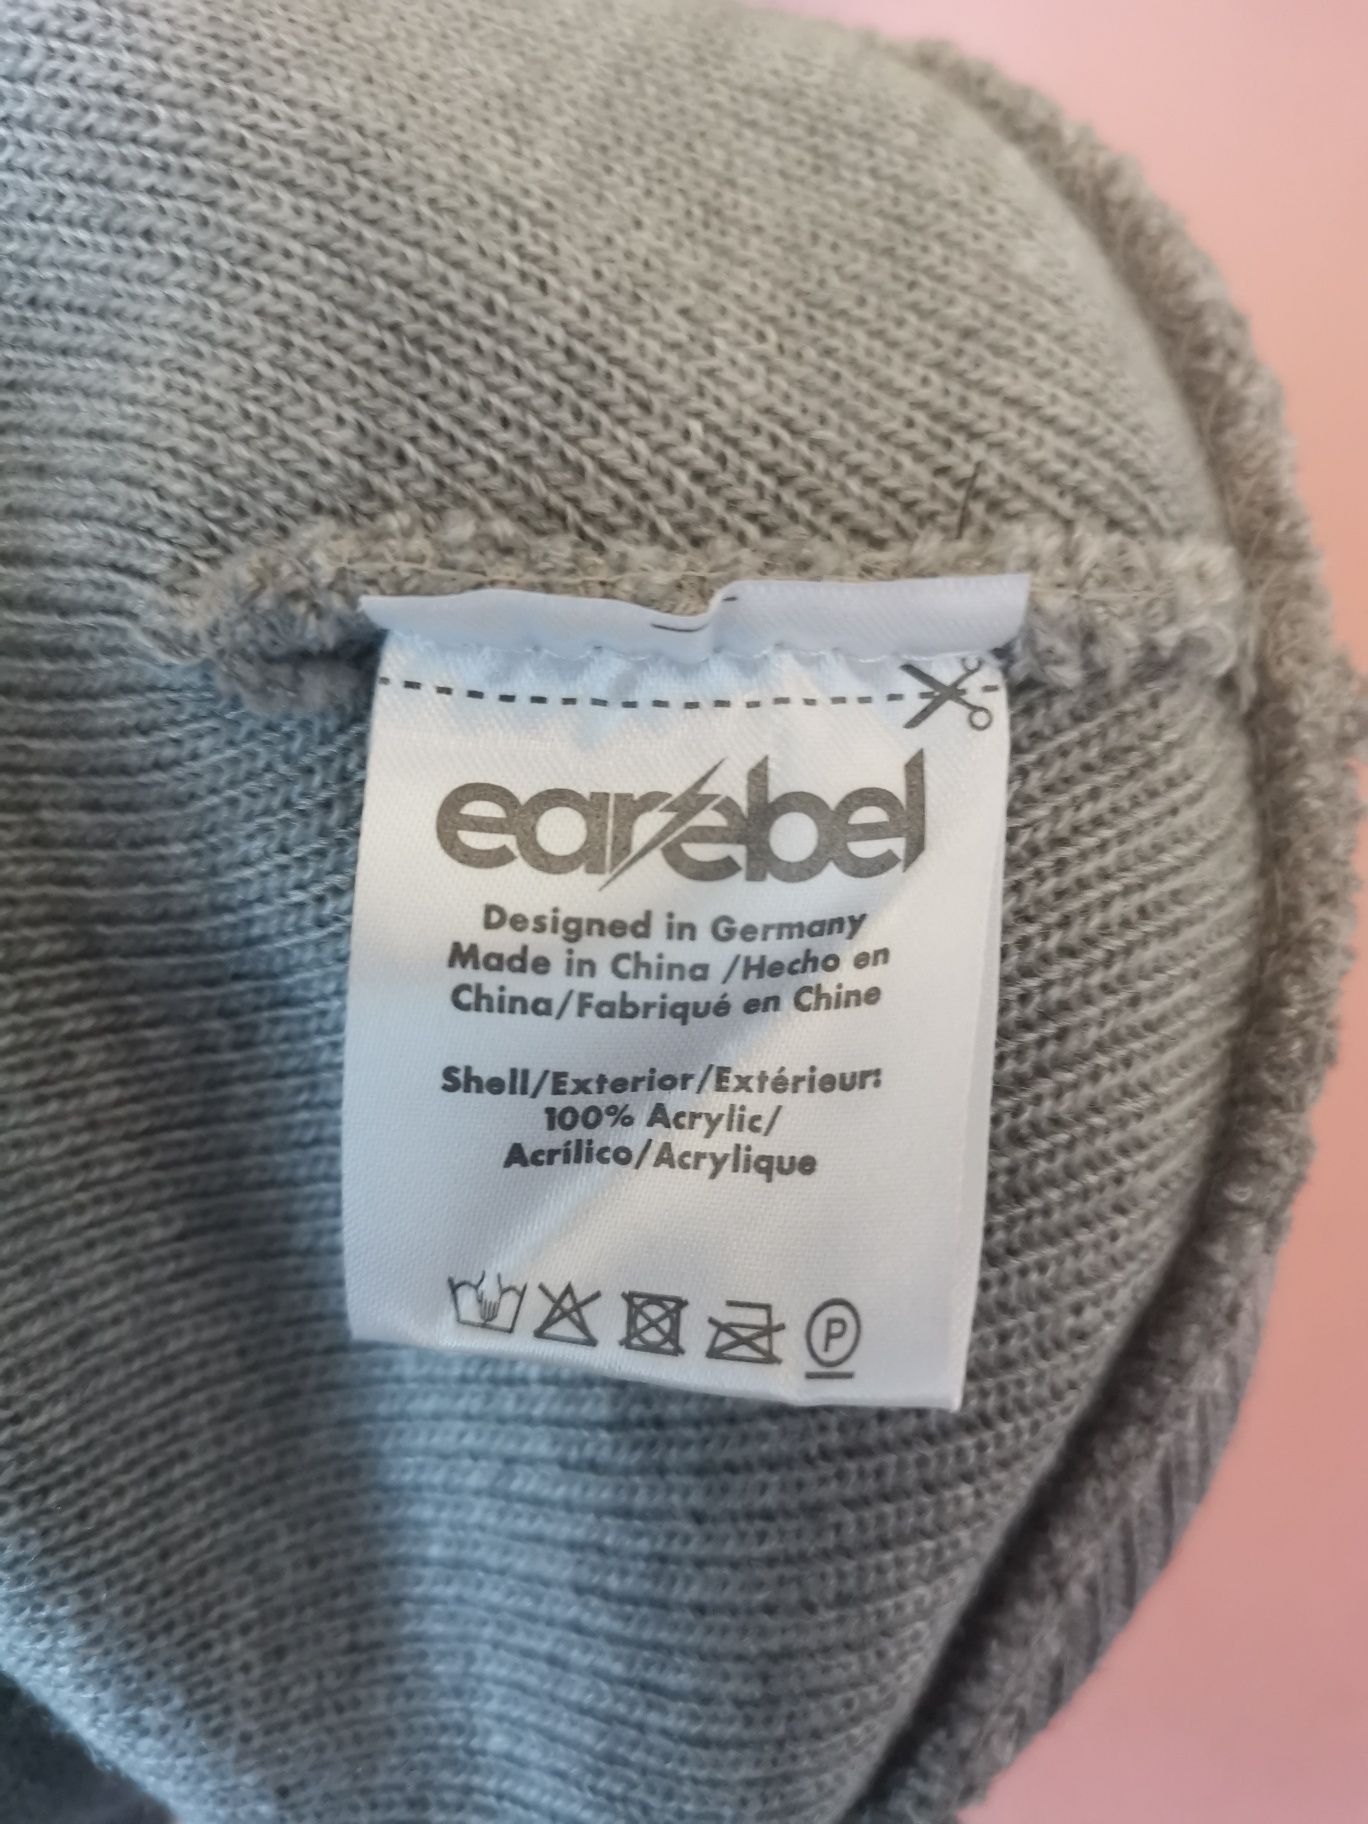 earebel
Designed in Germany
Made in China /Hecho en
China/Fabriqué en Chine
Shell/Exterior/Extérieur:
100% Acrylic/
Acrílico/Acrylique
P